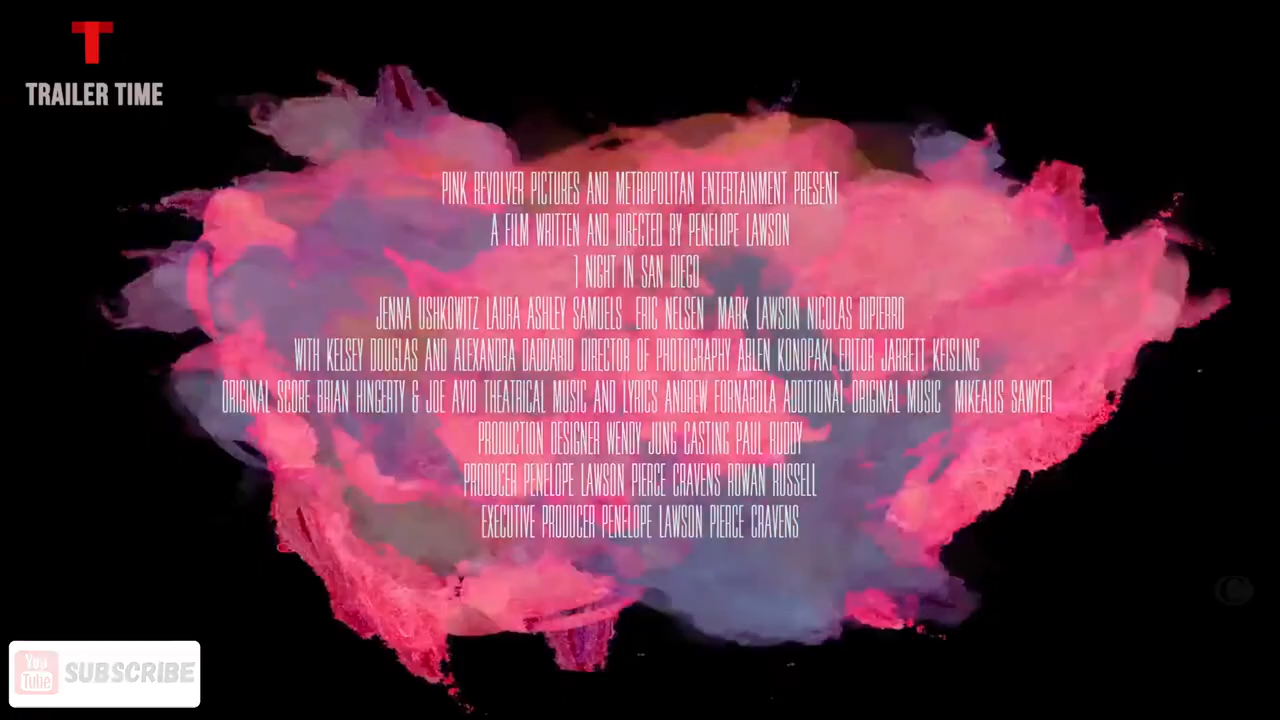 T
TRAILER TIME
PINK REVOLVER PICTURES AND METROPOLITAN ENTERTAINMENT PRESENT
A FILM WRITTEN AND DIRECTED BY PENELOPE LAWSON
1 NIGHT IN SAN DIEGO
JENNA USHKOWITZ LAURA ASHLEY SAMUELS ERIC NELSEN MARK LAWSON NICOLAS DIPIERRO
WITH KELSEY DOUGLAS AND ALEXANDRA DADDARIO DIRECTOR OF PHOTOGRAPHY ARLEN KONOPAKI EDITOR JARRETT KEISLING
ORIGINAL SCORE BRIAN HINGERTY & JOE AVIO THEATRICAL MUSIC AND LYRICS ANDREW FORNAROLA ADDITIONAL ORIGINAL MUSIC MIKEALIS SAWYER
PRODUCTION DESIGNER WENDY JUNG CASTING PAUL RUDDY
PRODUCER PENELOPE LAWSON PIERCE CRAVENS ROWAN RUSSELL
EXECUTIVE PRODUCER PENELOPE LAWSON PIERCE CRAVENS
You Tube SUBSCRIBE